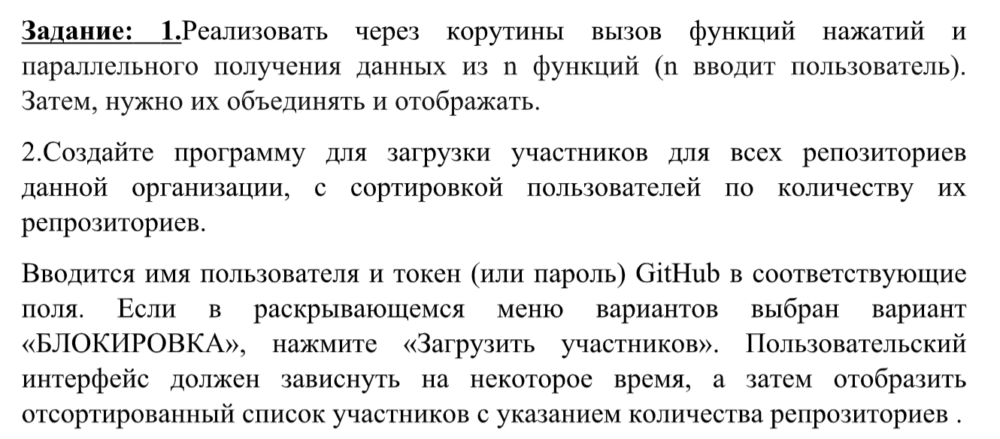 Задание: 1.Реализовать через корутины вызов функций нажатий и
параллельного получения данных из n функций (n вводит пользователь).
Затем, нужно их объединять и отображать.
2.Создайте программу для загрузки участников для всех репозиториев
данной организации, с сортировкой пользователей по количеству их
репрозиториев.
Вводится имя пользователя и токен (или пароль) GitHub в соответствующие
поля. Если в раскрывающемся меню вариантов выбран вариант
«БЛОКИРОВКА», нажмите «Загрузить участников». Пользовательский
интерфейс должен зависнуть на некоторое время, а затем отобразить
отсортированный список участников с указанием количества репрозиториев .